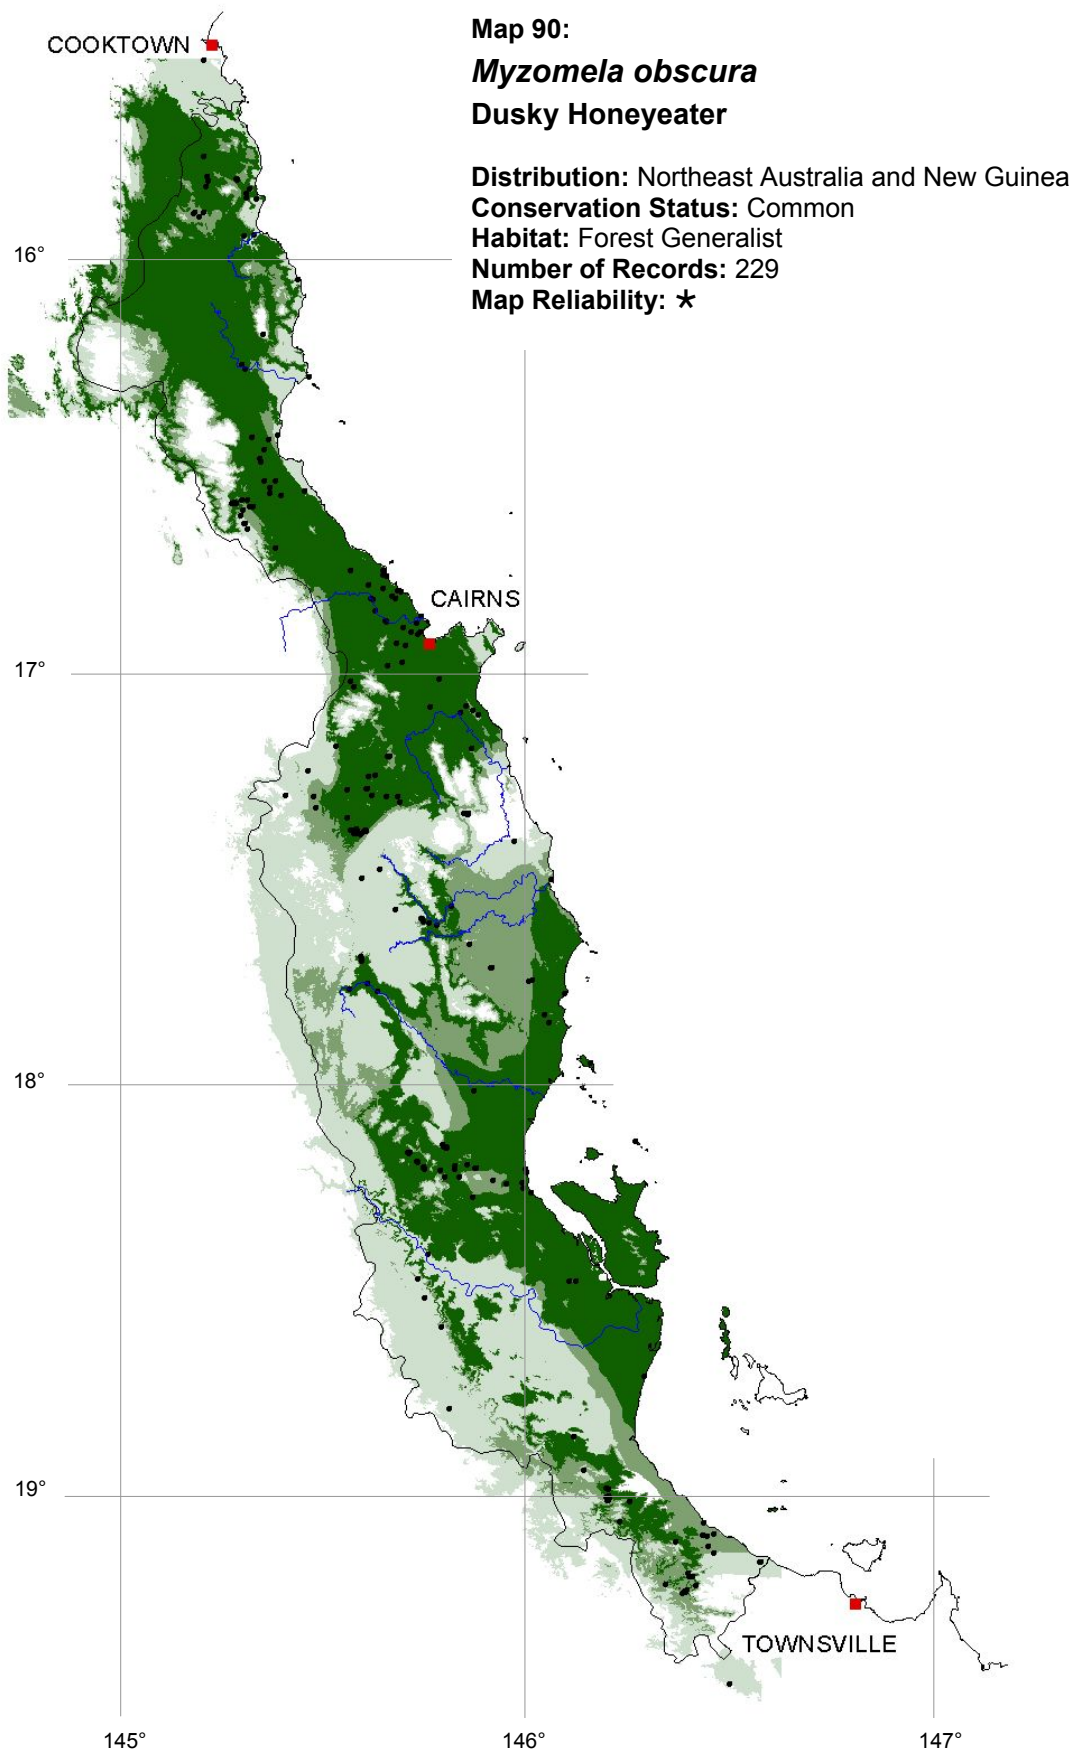 Map 90:
Myzomela obscura
Dusky Honeyeater
Distribution: Northeast Australia and New Guinea
Conservation Status: Common
Habitat: Forest Generalist
Number of Records: 229
Map Reliability: *
COOKTOWN
16°
CAIRNS
17°
18°
19°
TOWNSVILLE
145°
146°
147°